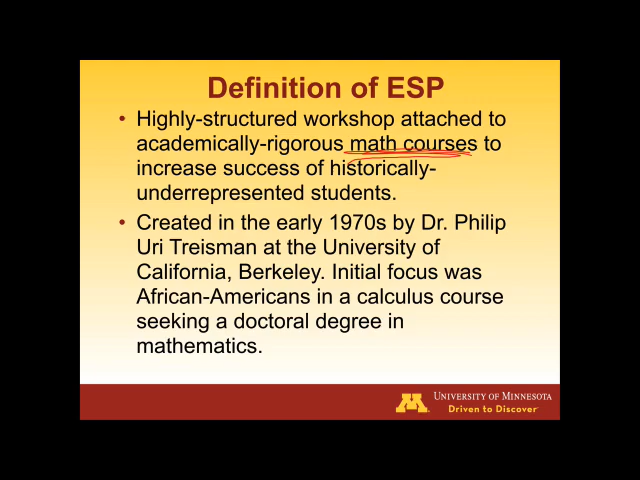 Definition of ESP
• Highly-structured workshop attached to
academically-rigorous math courses to
increase success of historically-
underrepresented students.
• Created in the early 1970s by Dr. Philip
Uri Treisman at the University of
California, Berkeley. Initial focus was
African-Americans in a calculus course
seeking a doctoral degree in
mathematics.
M
UNIVERSITY OF MINNESOTA
Driven to Discover